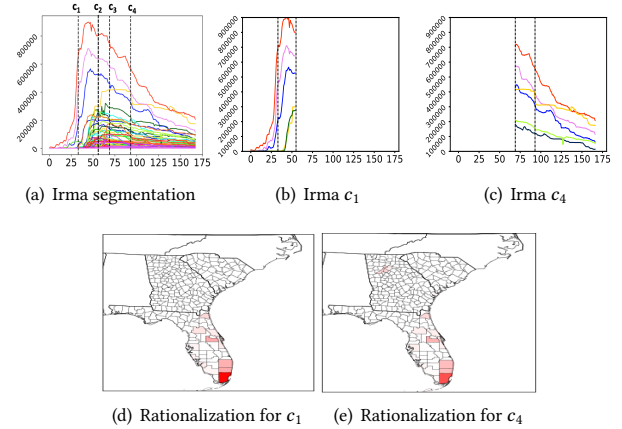 c₁ c₂ c₃ c₄
800000
600000
400000
200000
0
0 25 50 75 100 125 150 175
900000
800000
700000
600000
500000
400000
300000
200000
100000
0 25 50 75 100 125 150 175
900000
800000
700000
600000
500000
400000
300000
200000
100000
0 25 50 75 100 125 150 175
(a) Irma segmentation
(b) Irma c₁
(c) Irma c₄
(d) Rationalization for c₁
(e) Rationalization for c₄